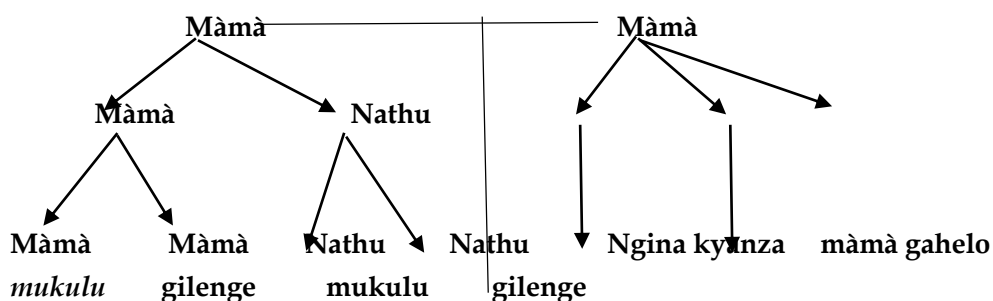 Màmà Màmà
Màmà Nathu
Màmà Màmà Nathu Nathu Ngina kyanza màmà gahelo
mukulu gilenge mukulu gilenge